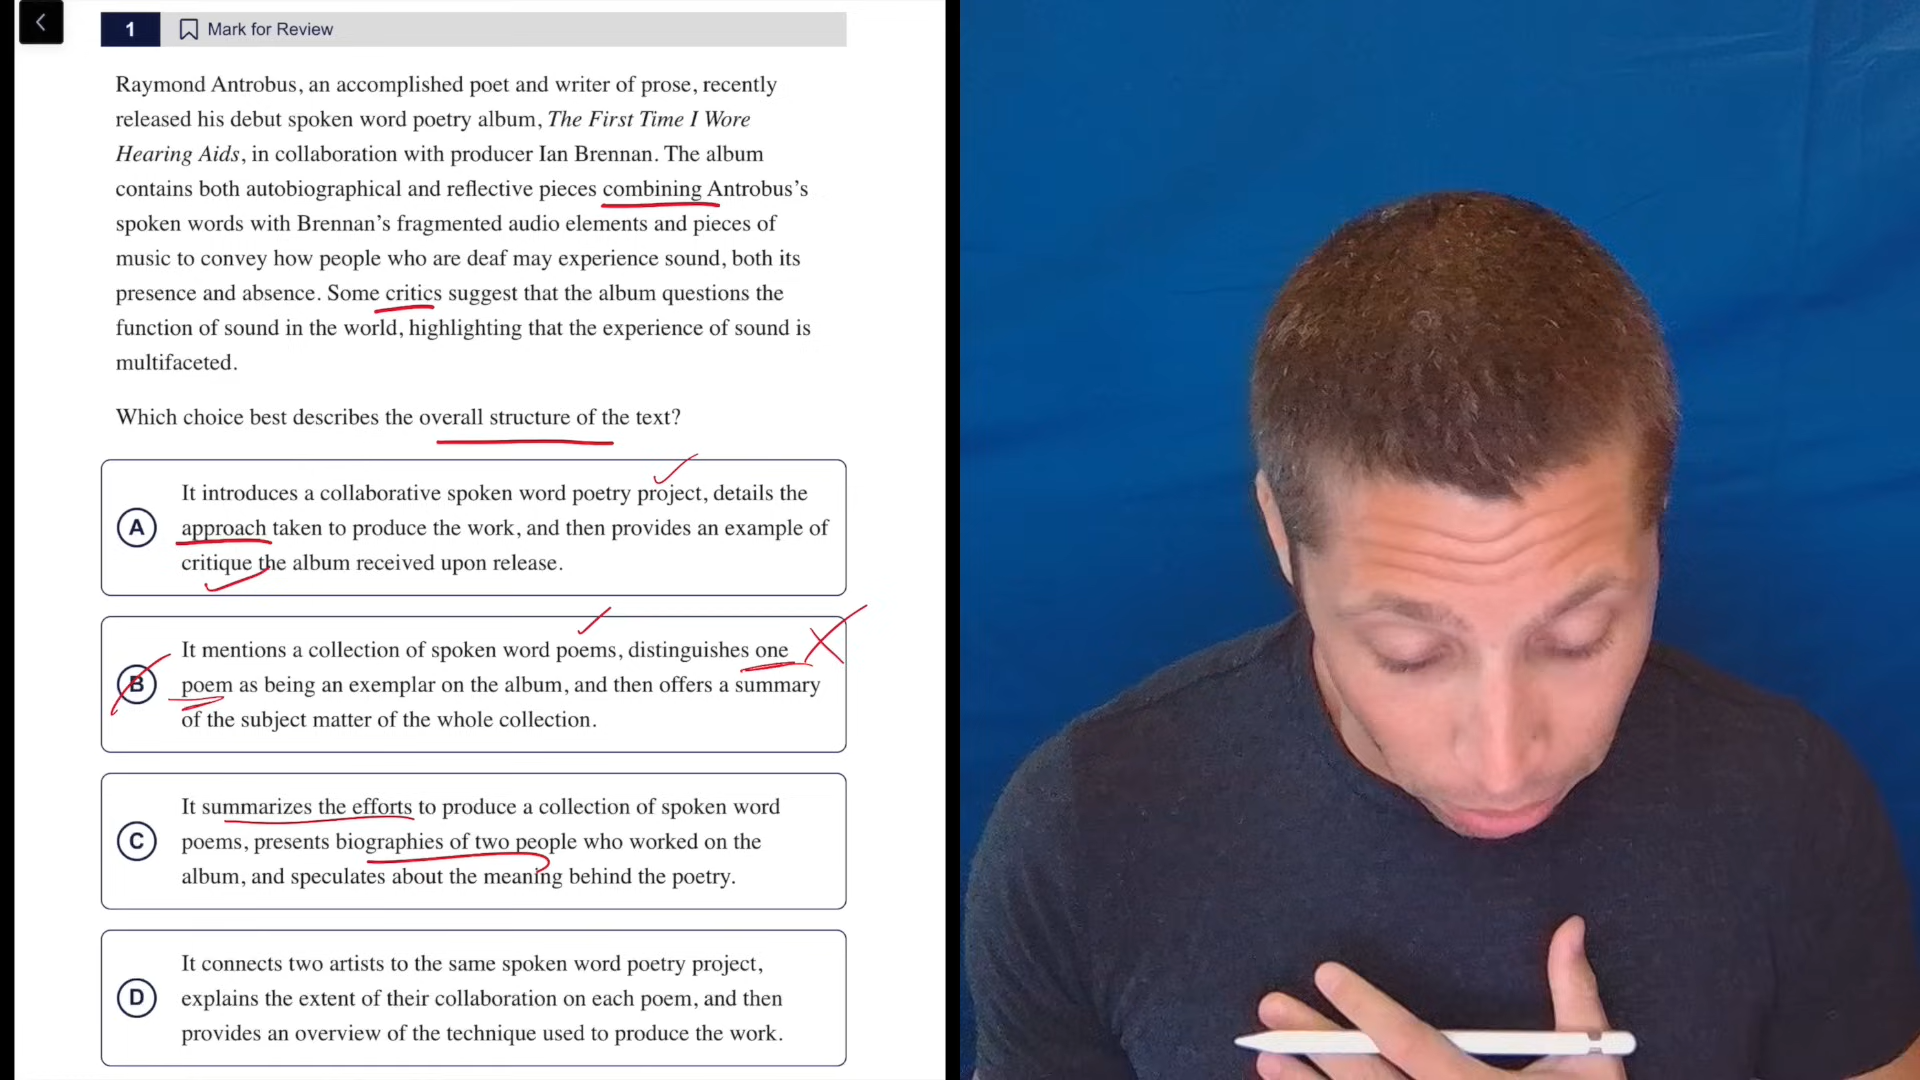 1 Mark for Review
Raymond Antrobus, an accomplished poet and writer of prose, recently
released his debut spoken word poetry album, The First Time I Wore
Hearing Aids, in collaboration with producer Ian Brennan. The album
contains both autobiographical and reflective pieces combining Antrobus's
spoken words with Brennan's fragmented audio elements and pieces of
music to convey how people who are deaf may experience sound, both its
presence and absence. Some critics suggest that the album questions the
function of sound in the world, highlighting that the experience of sound is
multifaceted.
Which choice best describes the overall structure of the text?
A
It introduces a collaborative spoken word poetry project, details the
approach taken to produce the work, and then provides an example of
critique the album received upon release.
B
It mentions a collection of spoken word poems, distinguishes one
poem as being an exemplar on the album, and then offers a summary
of the subject matter of the whole collection.
C
It summarizes the efforts to produce a collection of spoken word
poems, presents biographies of two people who worked on the
album, and speculates about the meaning behind the poetry.
D
It connects two artists to the same spoken word poetry project,
explains the extent of their collaboration on each poem, and then
provides an overview of the technique used to produce the work.